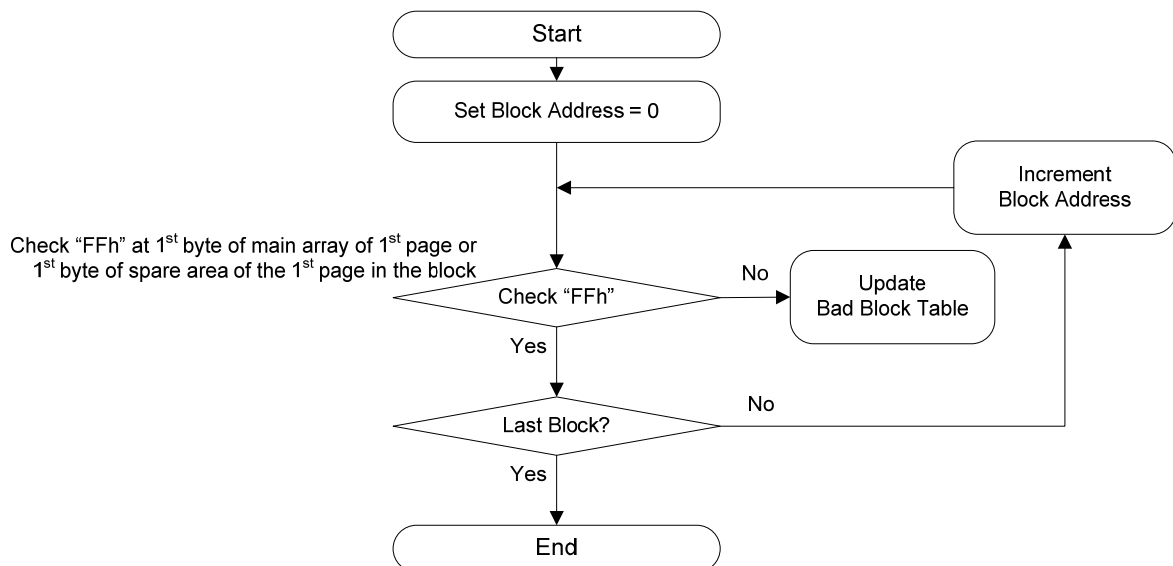 Start
Set Block Address = 0
Increment
Block Address
Check “FFh” at 1st byte of main array of 1st page or
1st byte of spare area of the 1st page in the block
Check “FFh”
No
Update
Bad Block Table
Yes
Last Block?
No
Yes
End